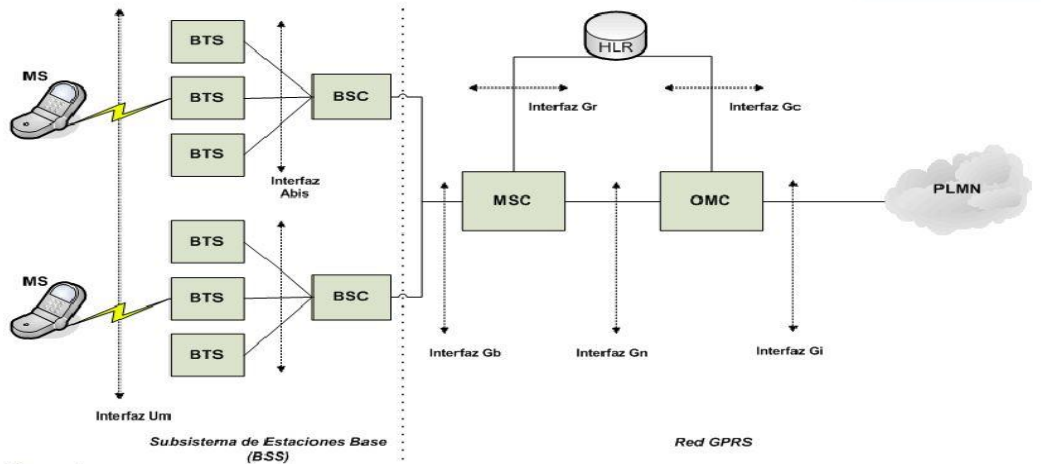 MS
BTS
BTS
BTS
BSC
Interfaz
Abis
MS
BTS
BTS
BTS
BSC
Interfaz Um
Subsistema de Estaciones Base
(BSS)
HLR
Interfaz Gr
Interfaz Gc
MSC
OMC
PLMN
Interfaz Gb
Interfaz Gn
Interfaz Gi
Red GPRS